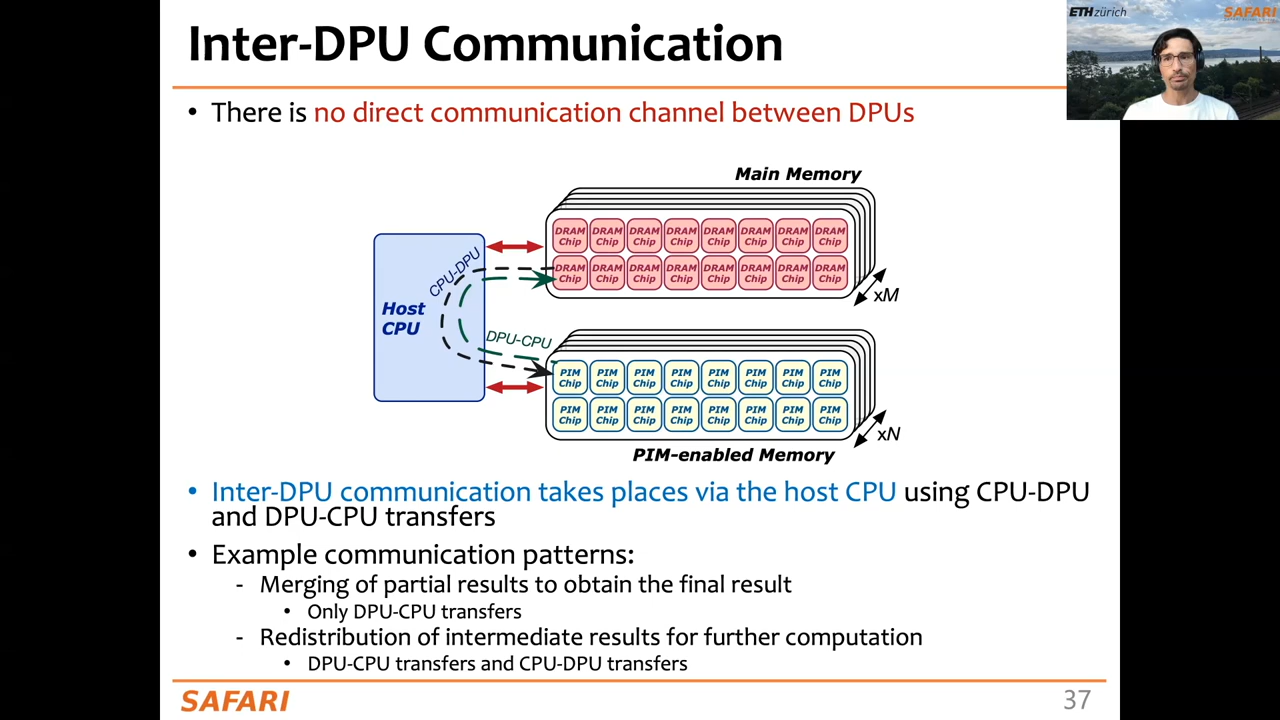 Inter-DPU Communication
ETH zürich
SAFARI
• There is no direct communication channel between DPUs
Main Memory
DRAM Chip DRAM Chip DRAM Chip DRAM Chip DRAM Chip DRAM Chip DRAM Chip DRAM Chip
DRAM Chip DRAM Chip DRAM Chip DRAM Chip DRAM Chip DRAM Chip DRAM Chip DRAM Chip
xM
CPU-DPU
Host
CPU
DPU-CPU
PIM Chip PIM Chip PIM Chip PIM Chip PIM Chip PIM Chip PIM Chip PIM Chip
PIM Chip PIM Chip PIM Chip PIM Chip PIM Chip PIM Chip PIM Chip PIM Chip
xN
PIM-enabled Memory
• Inter-DPU communication takes places via the host CPU using CPU-DPU
and DPU-CPU transfers
• Example communication patterns:
- Merging of partial results to obtain the final result
• Only DPU-CPU transfers
- Redistribution of intermediate results for further computation
• DPU-CPU transfers and CPU-DPU transfers
SAFARI
37